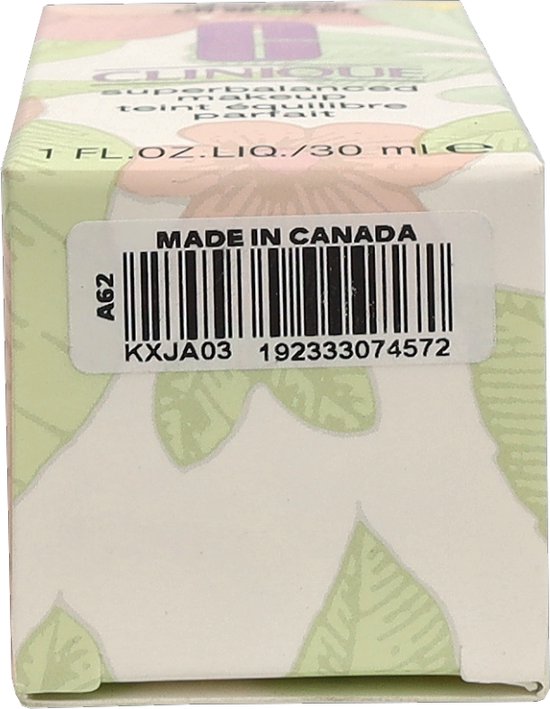 CLINIQUE
superbalanced
makeup
teint équilibre
parfait
1 FL.OZ.LIQ./30 ml e
MADE IN CANADA
A62
KXJA03 192333074572